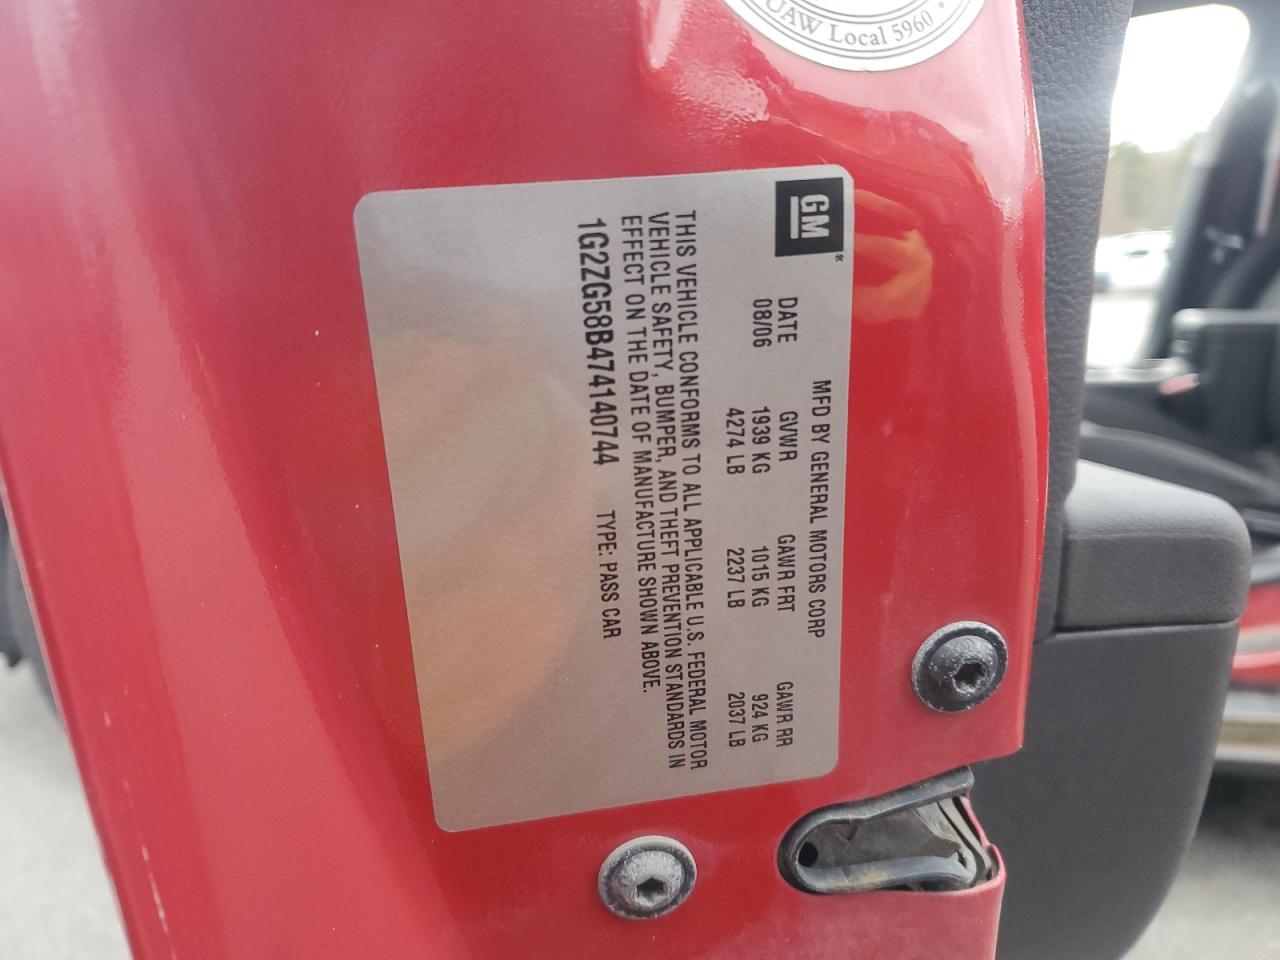 UAW Local 5960 •
GM
MFD BY GENERAL MOTORS CORP
DATE GVWR GAWR FRT GAWR RR
08/06 1939 KG 1015 KG 924 KG
4274 LB 2237 LB 2037 LB
THIS VEHICLE CONFORMS TO ALL APPLICABLE U.S. FEDERAL MOTOR
VEHICLE SAFETY, BUMPER, AND THEFT PREVENTION STANDARDS IN
EFFECT ON THE DATE OF MANUFACTURE SHOWN ABOVE.
1G2ZG58B474140744 TYPE: PASS CAR